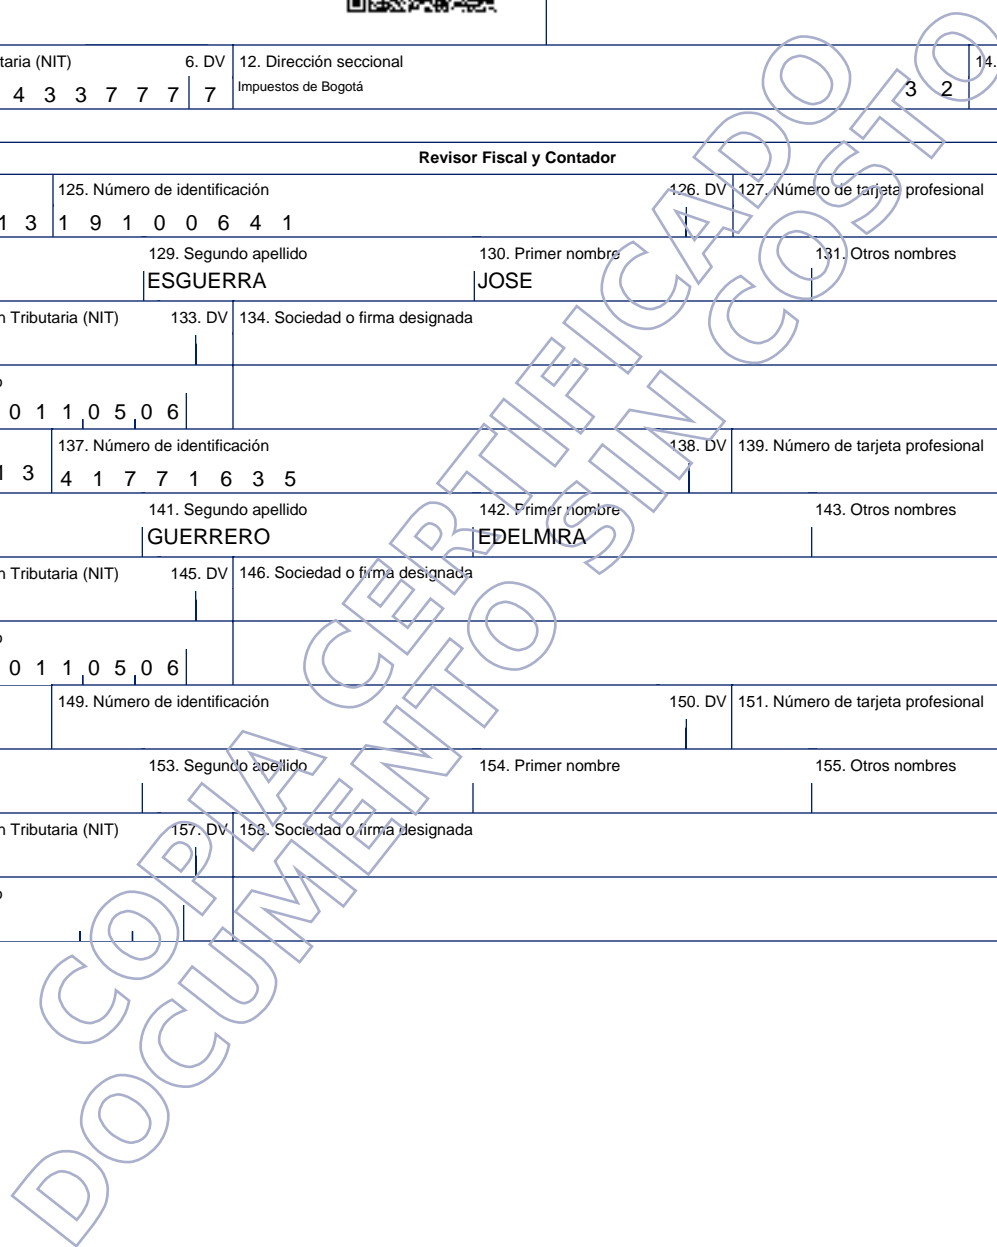 taria (NIT) 6. DV 12. Dirección seccional 14.
4 3 3 7 7 7 7 Impuestos de Bogotá 3 2
Revisor Fiscal y Contador
125. Número de identificación 126. DV 127. Número de tarjeta profesional
1 3 1 9 1 0 0 6 4 1
129. Segundo apellido 130. Primer nombre 131. Otros nombres
ESGUERRA JOSE
n Tributaria (NIT) 133. DV 134. Sociedad o firma designada
o
0 1 1 0 5 0 6
137. Número de identificación 138. DV 139. Número de tarjeta profesional
1 3 4 1 7 7 1 6 3 5
141. Segundo apellido 142. Primer nombre 143. Otros nombres
GUERRERO EDELMIRA
n Tributaria (NIT) 145. DV 146. Sociedad o firma designada
o
0 1 1 0 5 0 6
149. Número de identificación 150. DV 151. Número de tarjeta profesional
153. Segundo apellido 154. Primer nombre 155. Otros nombres
n Tributaria (NIT) 157. DV 158. Sociedad o firma designada
o
COPIA CERTIFICADO
DOCUMENTO SIN COSTO